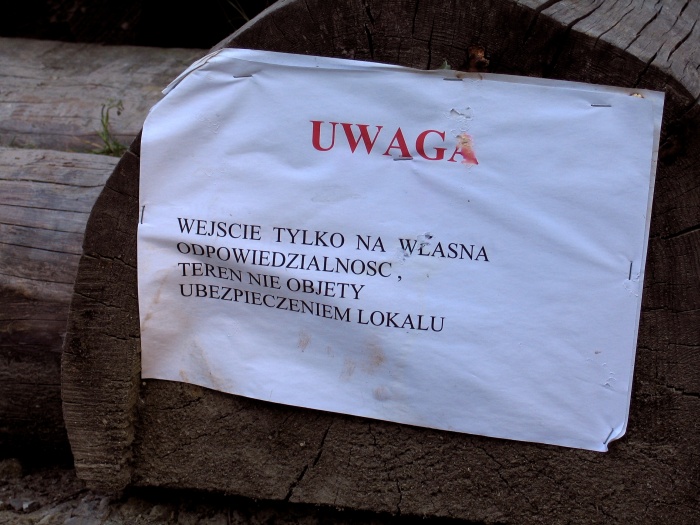 UWAGA
WEJSCIE TYLKO NA WŁASNA
ODPOWIEDZIALNOSC ,
TEREN NIE OBJETY
UBEZPIECZENIEM LOKALU